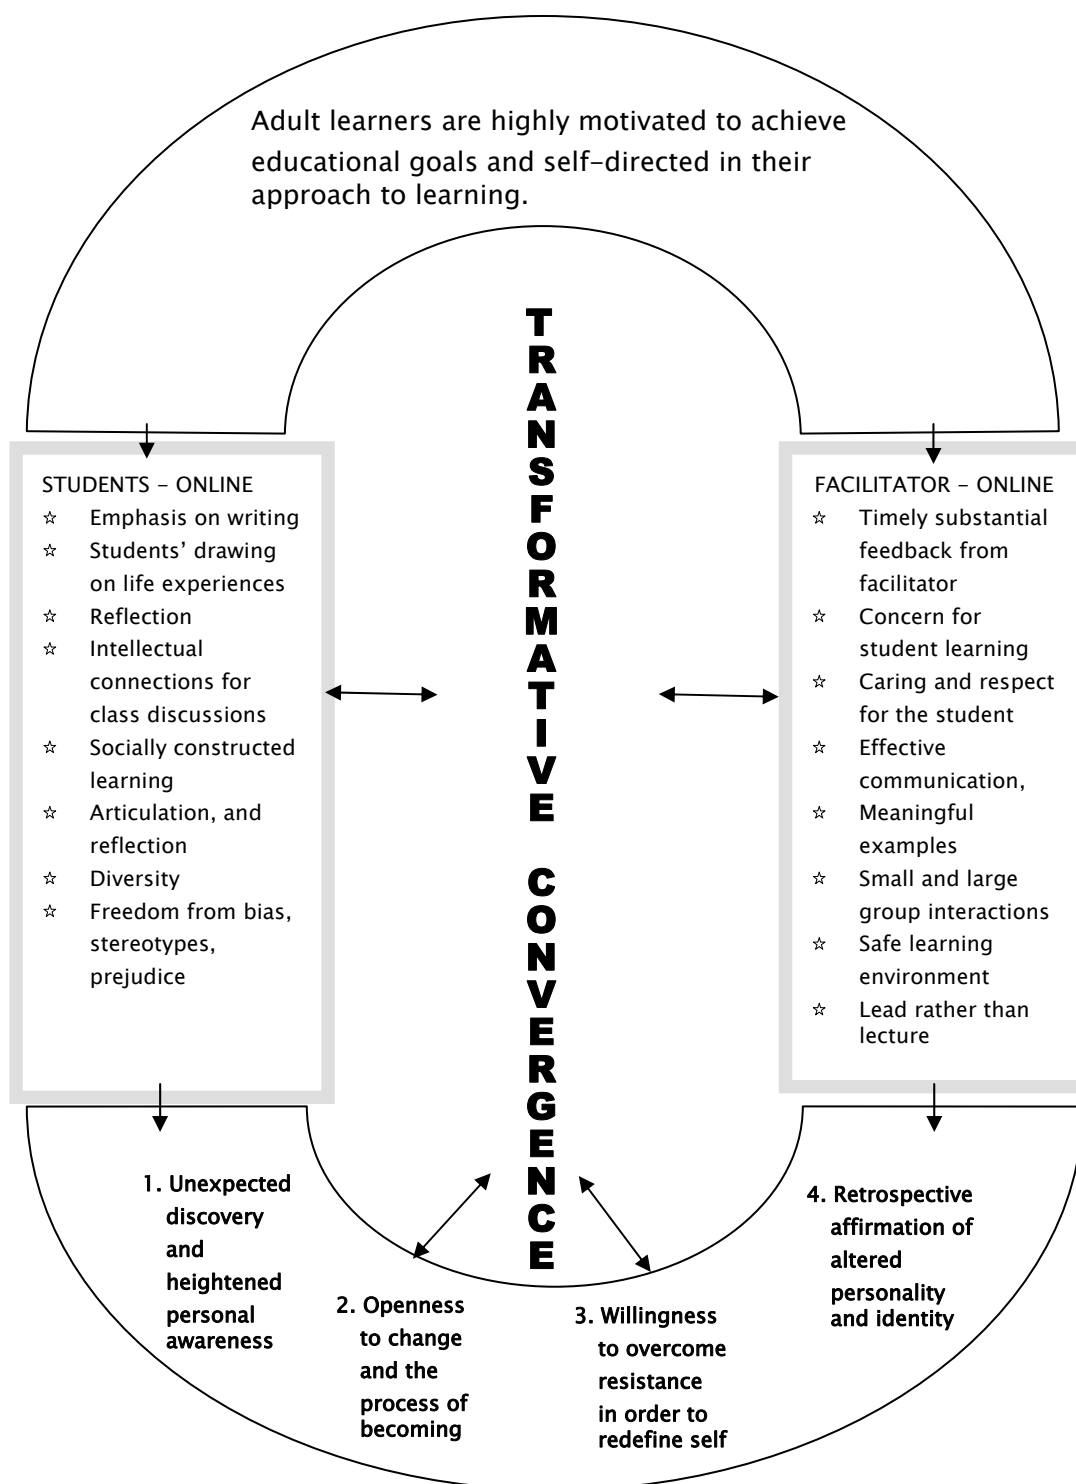 Adult learners are highly motivated to achieve
educational goals and self-directed in their
approach to learning.
TRANSFORMATIVE CONVERGENCE
STUDENTS – ONLINE
☆ Emphasis on writing
☆ Students’ drawing
on life experiences
☆ Reflection
☆ Intellectual
connections for
class discussions
☆ Socially constructed
learning
☆ Articulation, and
reflection
☆ Diversity
☆ Freedom from bias,
stereotypes,
prejudice
FACILITATOR – ONLINE
☆ Timely substantial
feedback from
facilitator
☆ Concern for
student learning
☆ Caring and respect
for the student
☆ Effective
communication,
☆ Meaningful
examples
☆ Small and large
group interactions
☆ Safe learning
environment
☆ Lead rather than
lecture
1. Unexpected
discovery
and
heightened
personal
awareness
2. Openness
to change
and the
process of
becoming
3. Willingness
to overcome
resistance
in order to
redefine self
4. Retrospective
affirmation of
altered
personality
and identity